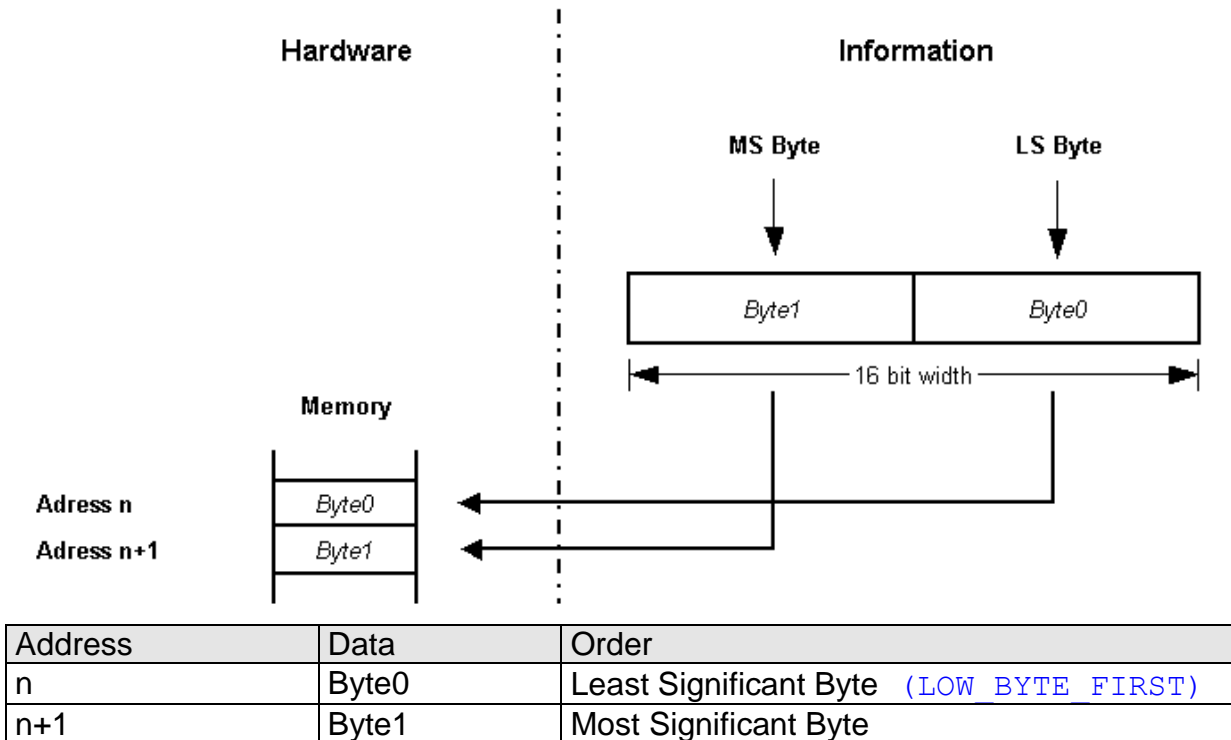 Hardware Information
MS Byte LS Byte
Byte1 Byte0
16 bit width
Memory
Adress n Byte0
Adress n+1 Byte1
Address Data Order
n Byte0 Least Significant Byte (LOW_BYTE_FIRST)
n+1 Byte1 Most Significant Byte